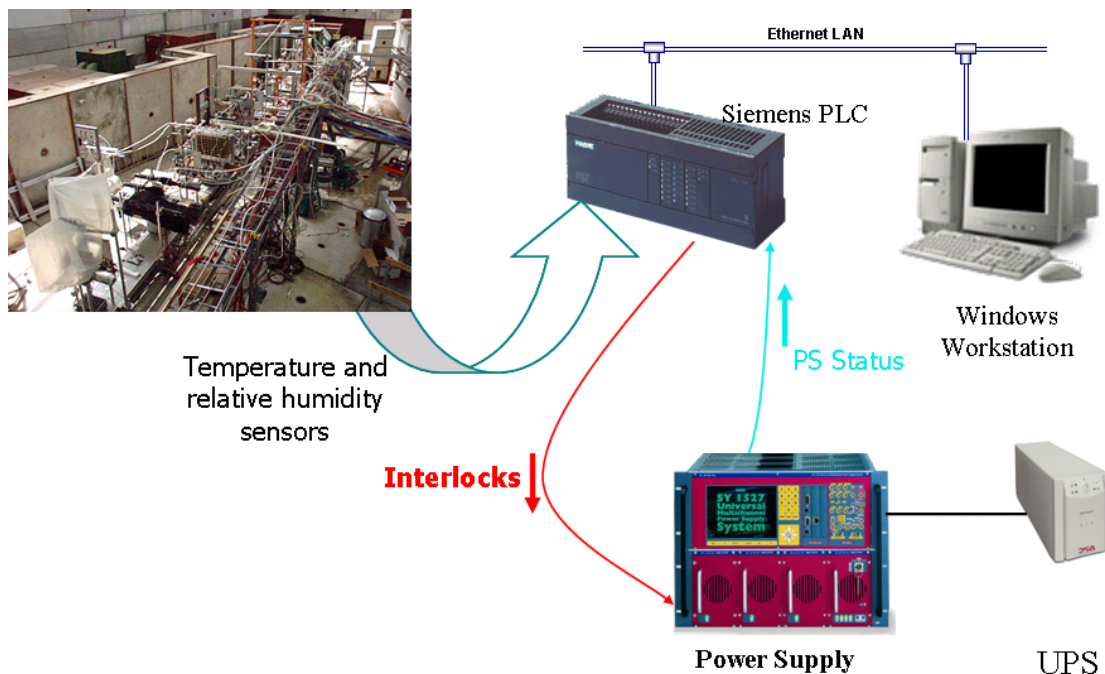 Ethernet LAN
Siemens PLC
Windows
Workstation
Temperature and
relative humidity
sensors
PS Status
Interlocks
SY 1527
Universal
Multichannel
Power Supply
System
Power Supply
UPS